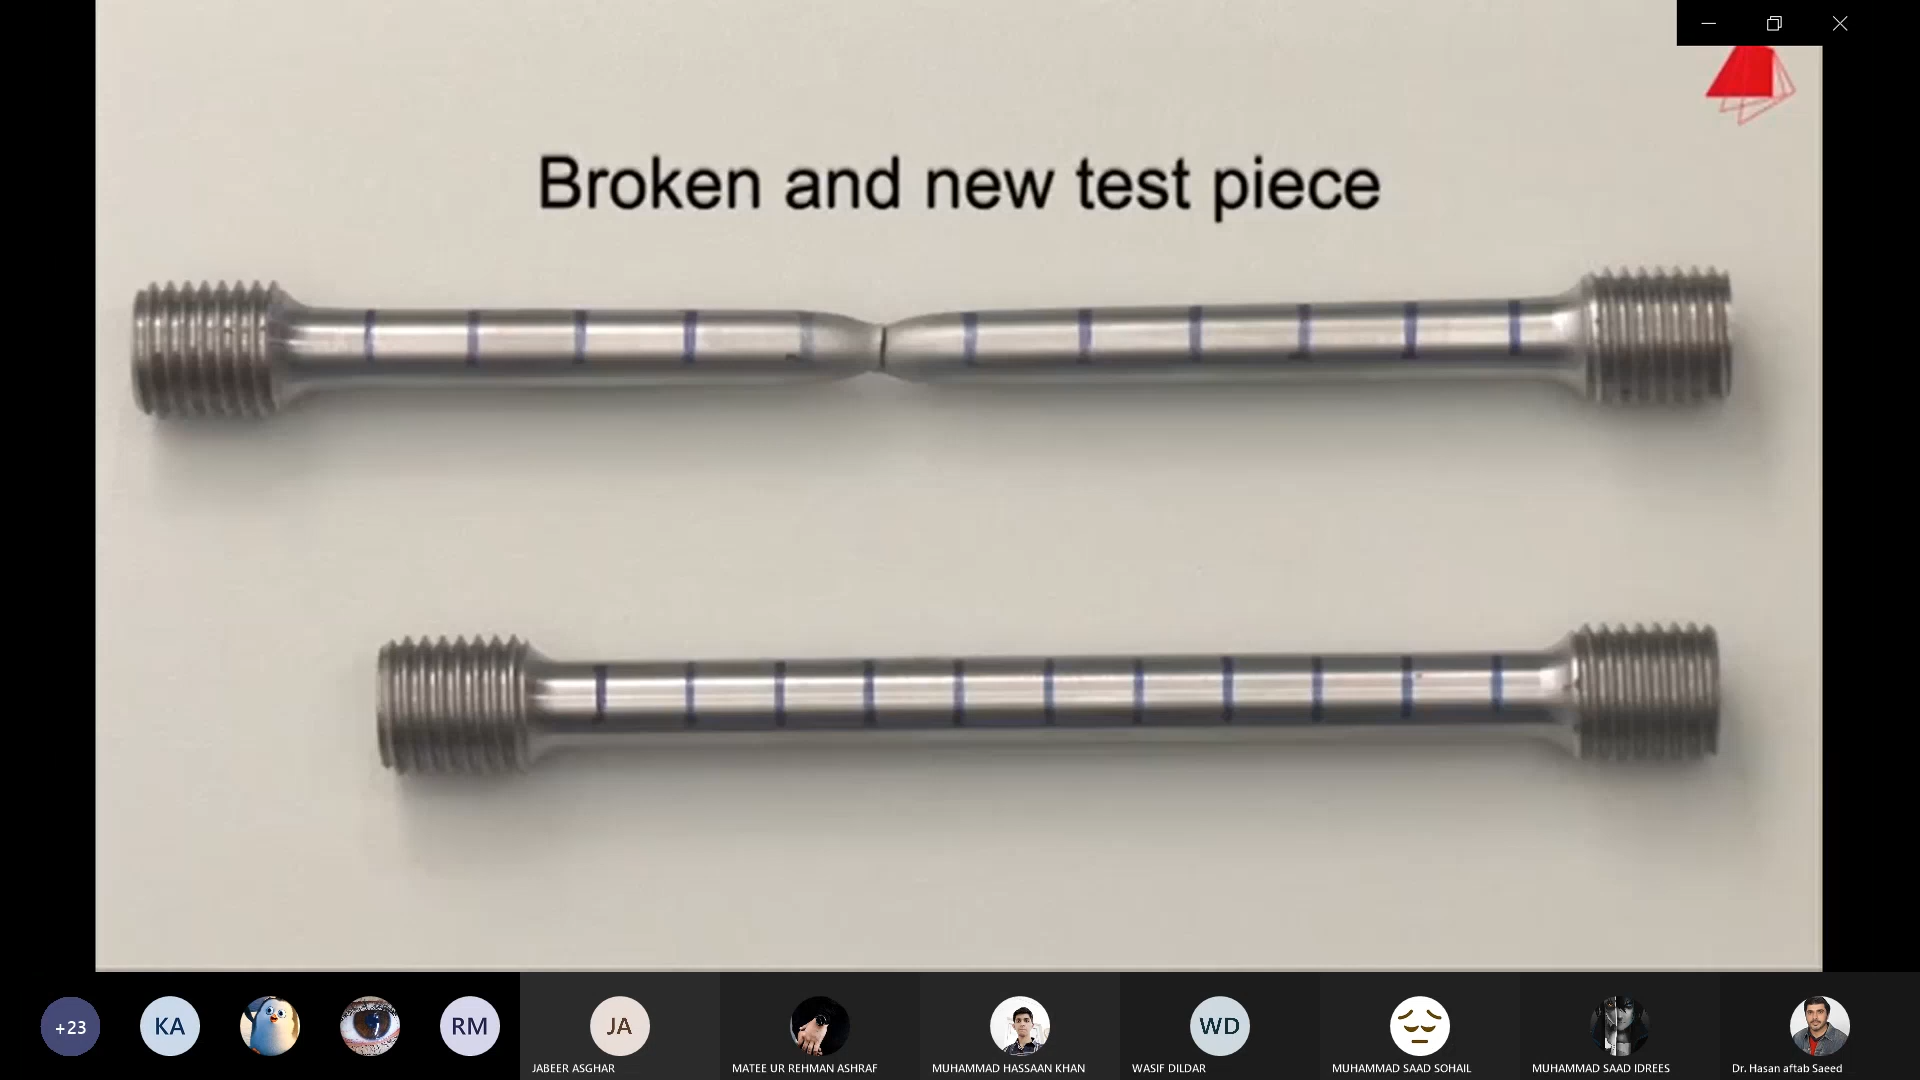 Broken and new test piece
+23
KA
RM
JA
WD
JABEER ASGHAR
MATEE UR REHMAN ASHRAF
MUHAMMAD HASSAAN KHAN
WASIF DILDAR
MUHAMMAD SAAD SOHAIL
MUHAMMAD SAAD IDREES
Dr. Hasan aftab Saeed